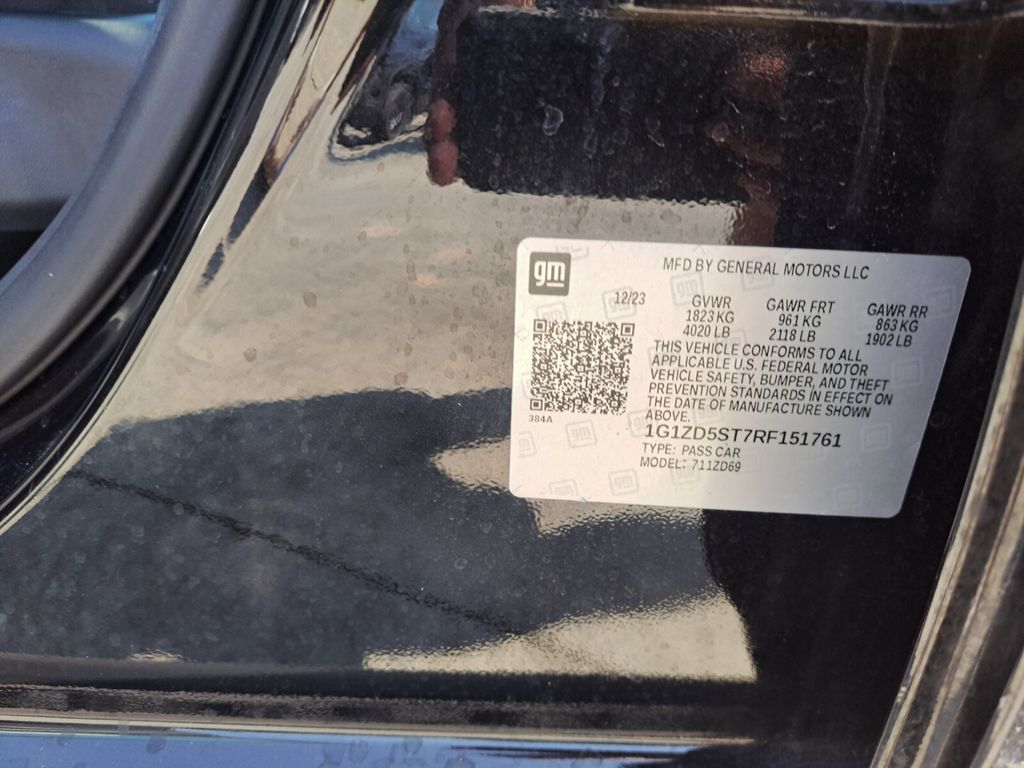 gm
MFD BY GENERAL MOTORS LLC
12/23 GVWR GAWR FRT GAWR RR
1823 KG 961 KG 863 KG
4020 LB 2118 LB 1902 LB
THIS VEHICLE CONFORMS TO ALL
APPLICABLE U.S. FEDERAL MOTOR
VEHICLE SAFETY, BUMPER, AND THEFT
PREVENTION STANDARDS IN EFFECT ON
THE DATE OF MANUFACTURE SHOWN
ABOVE.
384A
1G1ZD5ST7RF151761
TYPE: PASS CAR
MODEL: 711ZD69